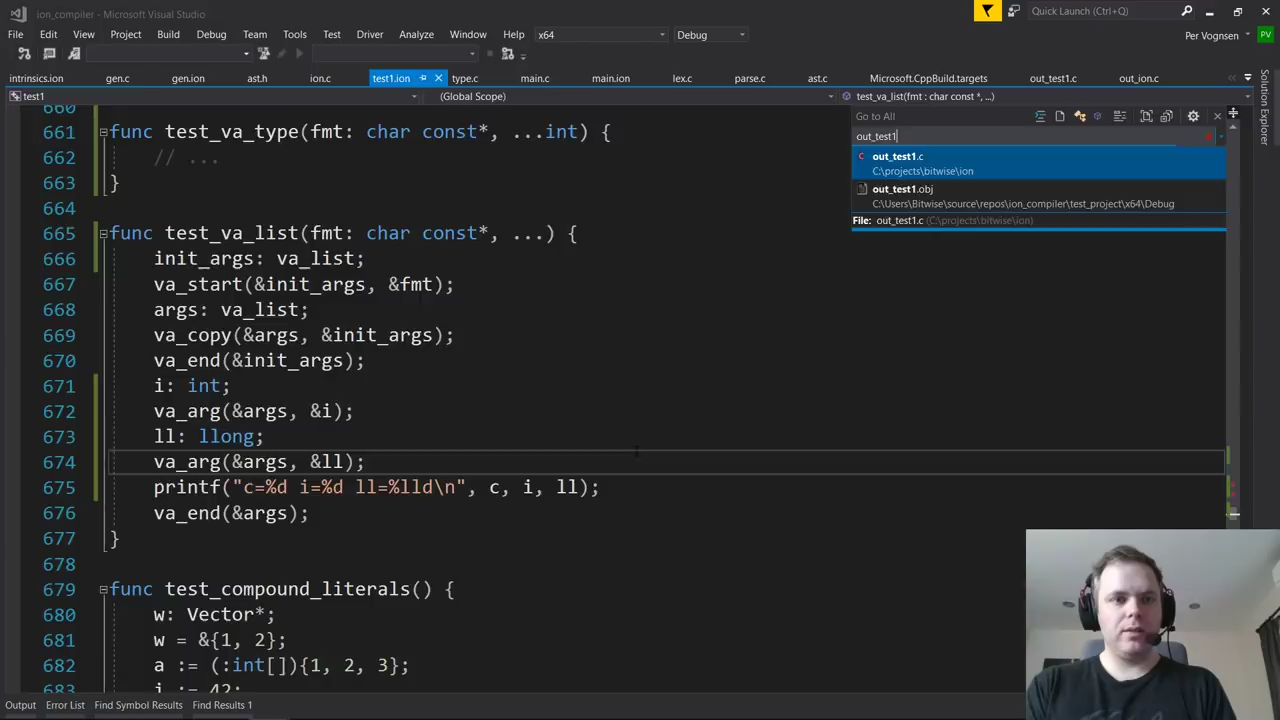 ion_compiler - Microsoft Visual Studio
Quick Launch (Ctrl+Q)
File Edit View Project Build Debug Team Tools Test Driver Analyze Window Help x64 Debug
Per Vognsen PV
intrinsics.ion gen.c gen.ion ast.h ion.c test1.ion type.c main.c main.ion lex.c parse.c ast.c Microsoft.CppBuild.targets out_test1.c out_ion.c
test1 (Global Scope) test_va_list(fmt : char const *, ...)
Go to All
out_test1
out_test1.c
C:\projects\bitwise\ion
out_test1.obj
C:\Users\Bitwise\source\repos\ion_compiler\test_project\x64\Debug
File: out_test1.c (C:\projects\bitwise\ion)
Solution Explorer
660
661 func test_va_type(fmt: char const*, ...int) {
662 // ...
663 }
664
665 func test_va_list(fmt: char const*, ...) {
666 init_args: va_list;
667 va_start(&init_args, &fmt);
668 args: va_list;
669 va_copy(&args, &init_args);
670 va_end(&init_args);
671 i: int;
672 va_arg(&args, &i);
673 ll: llong;
674 va_arg(&args, &ll);
675 printf("c=%d i=%d ll=%lld\n", c, i, ll);
676 va_end(&args);
677 }
678
679 func test_compound_literals() {
680 w: Vector*;
681 w = &{1, 2};
682 a := (:int[]){1, 2, 3};
683 i := 42;
Output Error List Find Symbol Results Find Results 1